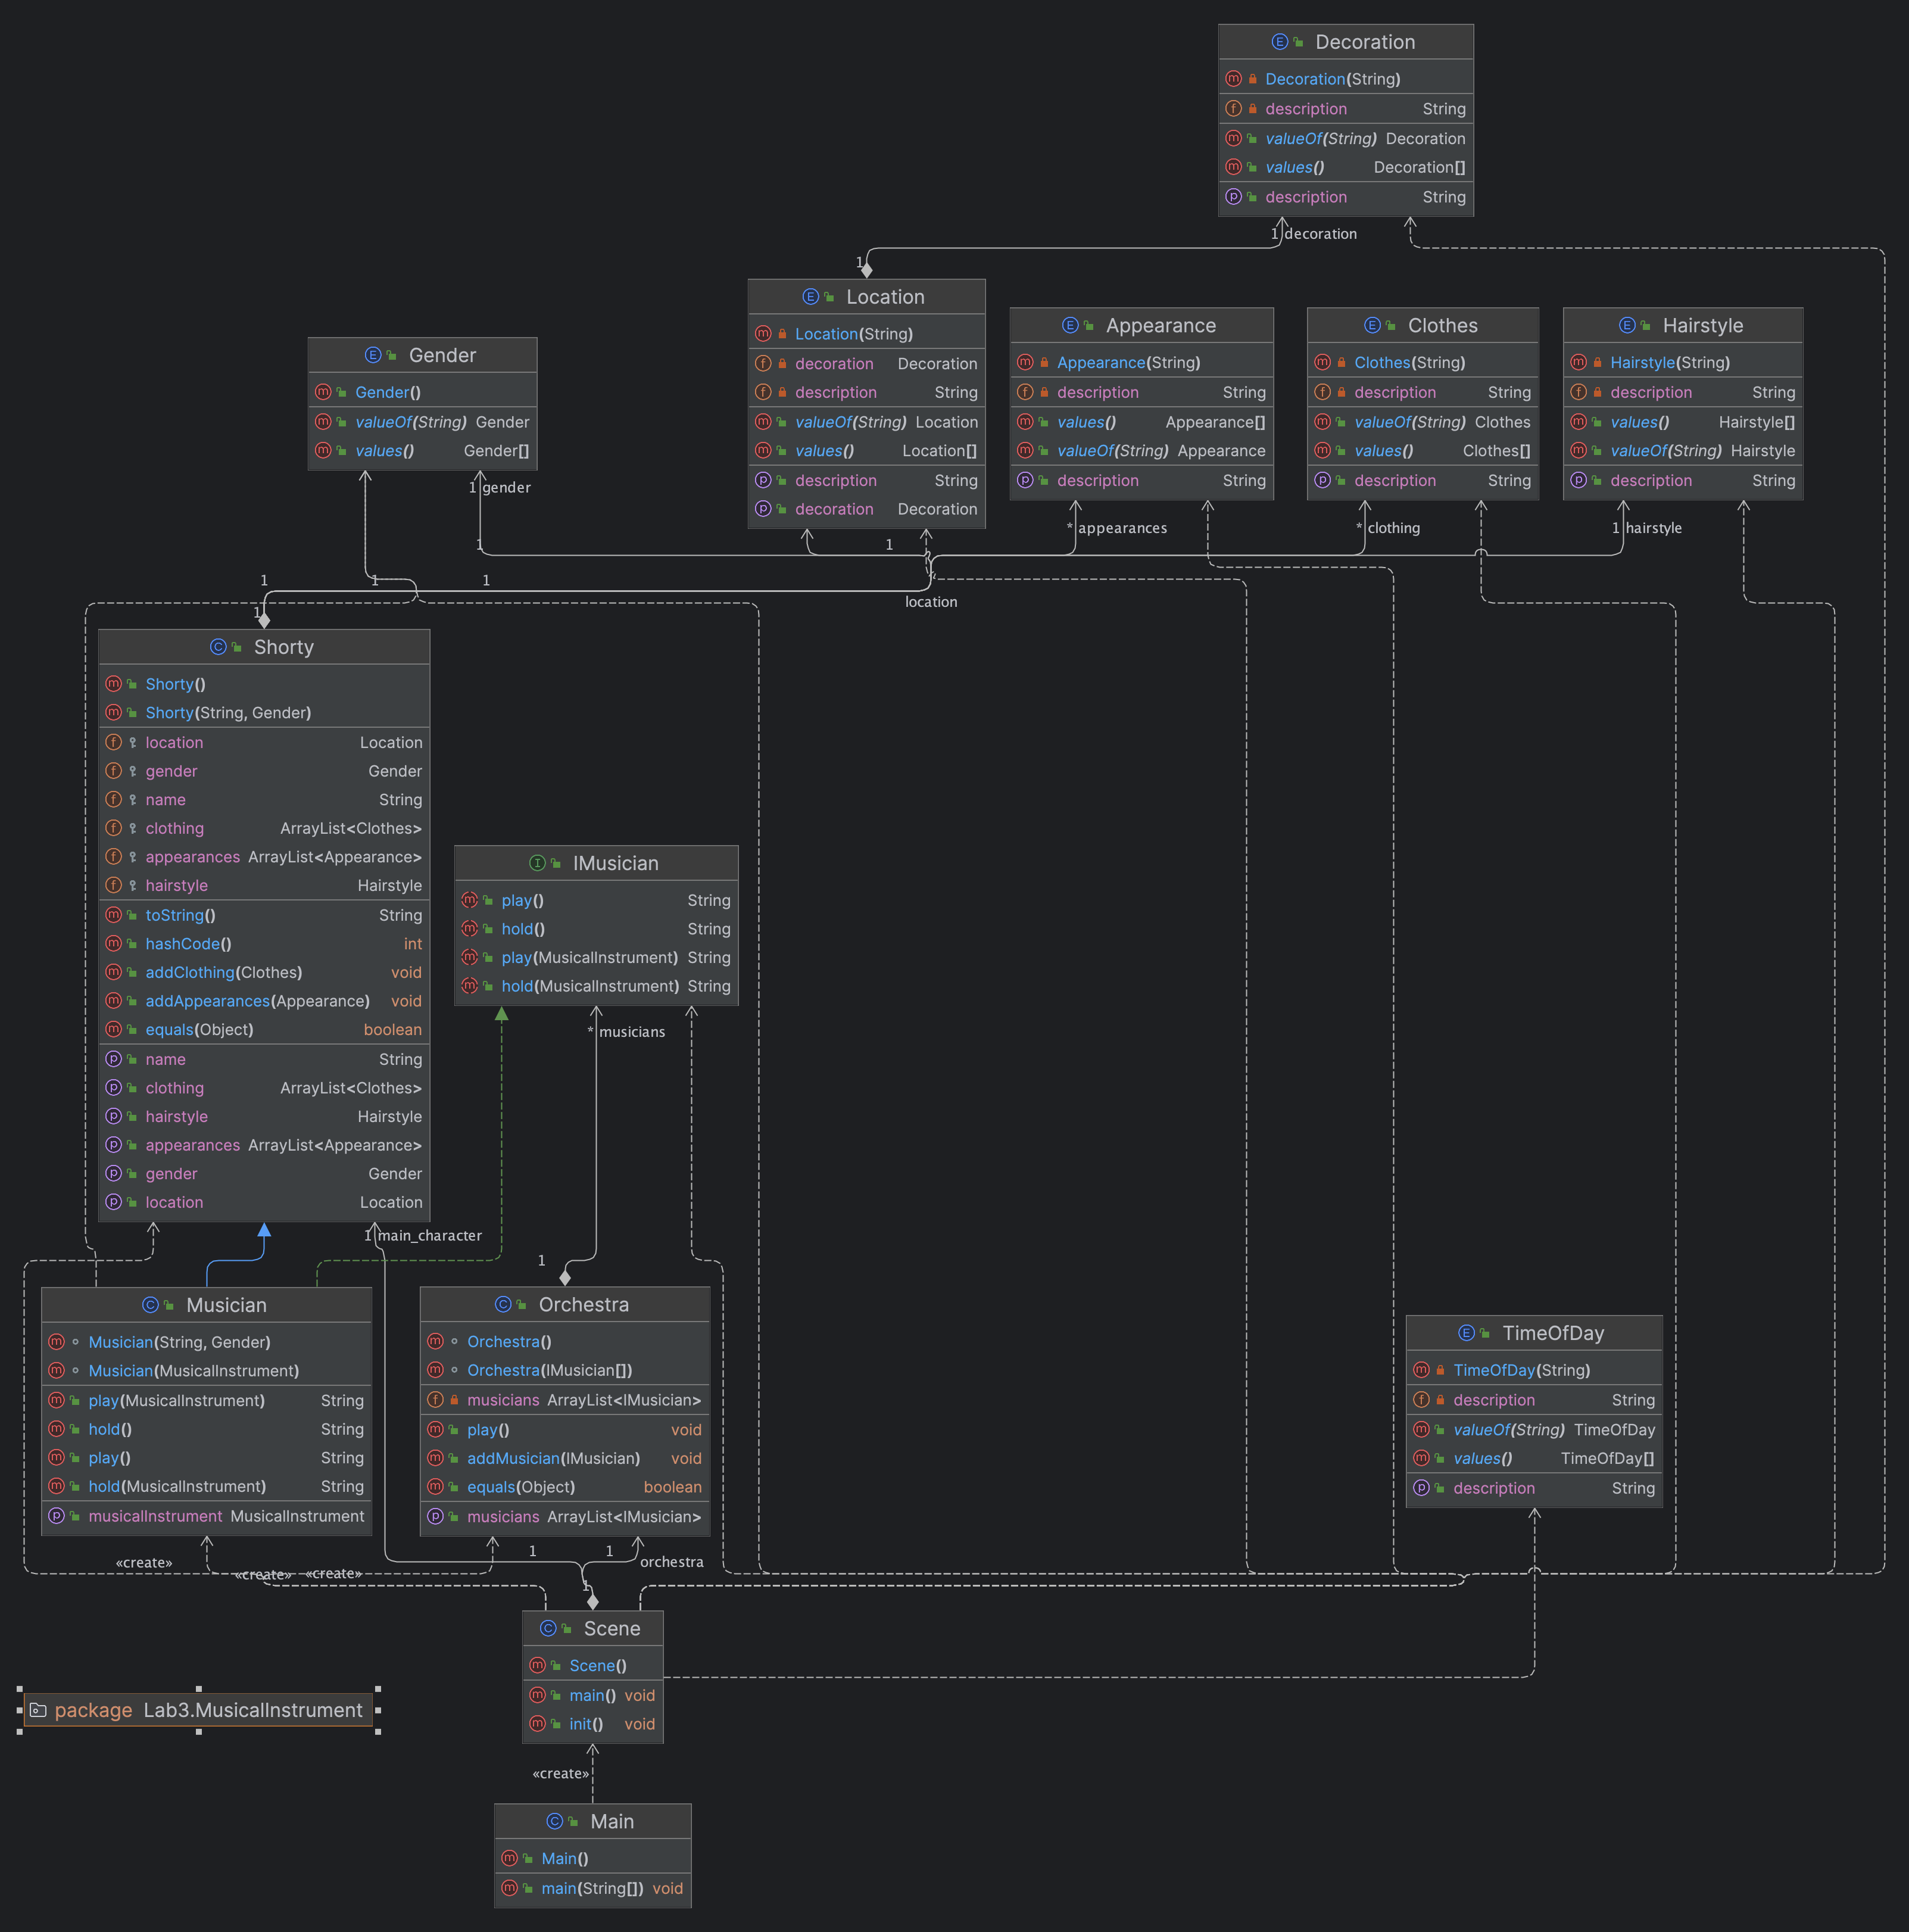 Decoration
Decoration(String)
description String
valueOf(String) Decoration
values() Decoration[]
description String
1 decoration
1
Location
Location(String)
decoration Decoration
description String
valueOf(String) Location
values() Location[]
description String
decoration Decoration
Appearance
Appearance(String)
description String
values() Appearance[]
valueOf(String) Appearance
description String
Clothes
Clothes(String)
description String
valueOf(String) Clothes
values() Clothes[]
description String
Hairstyle
Hairstyle(String)
description String
values() Hairstyle[]
valueOf(String) Hairstyle
description String
Gender
Gender()
valueOf(String) Gender
values() Gender[]
1 gender
* appearances
* clothing
1 hairstyle
1
1
1
1
1
location
1
Shorty
Shorty()
Shorty(String, Gender)
location Location
gender Gender
name String
clothing ArrayList<Clothes>
appearances ArrayList<Appearance>
hairstyle Hairstyle
toString() String
hashCode() int
addClothing(Clothes) void
addAppearances(Appearance) void
equals(Object) boolean
name String
clothing ArrayList<Clothes>
hairstyle Hairstyle
appearances ArrayList<Appearance>
gender Gender
location Location
IMusician
play() String
hold() String
play(MusicalInstrument) String
hold(MusicalInstrument) String
* musicians
1 main_character
1
Musician
Musician(String, Gender)
Musician(MusicalInstrument)
play(MusicalInstrument) String
hold() String
play() String
hold(MusicalInstrument) String
musicalInstrument MusicalInstrument
Orchestra
Orchestra()
Orchestra(IMusician[])
musicians ArrayList<IMusician>
play() void
addMusician(IMusician) void
equals(Object) boolean
musicians ArrayList<IMusician>
TimeOfDay
TimeOfDay(String)
description String
valueOf(String) TimeOfDay
values() TimeOfDay[]
description String
«create»
«create»
«create»
1
1
orchestra
1
Scene
Scene()
main() void
init() void
package Lab3.MusicalInstrument
«create»
Main
Main()
main(String[]) void